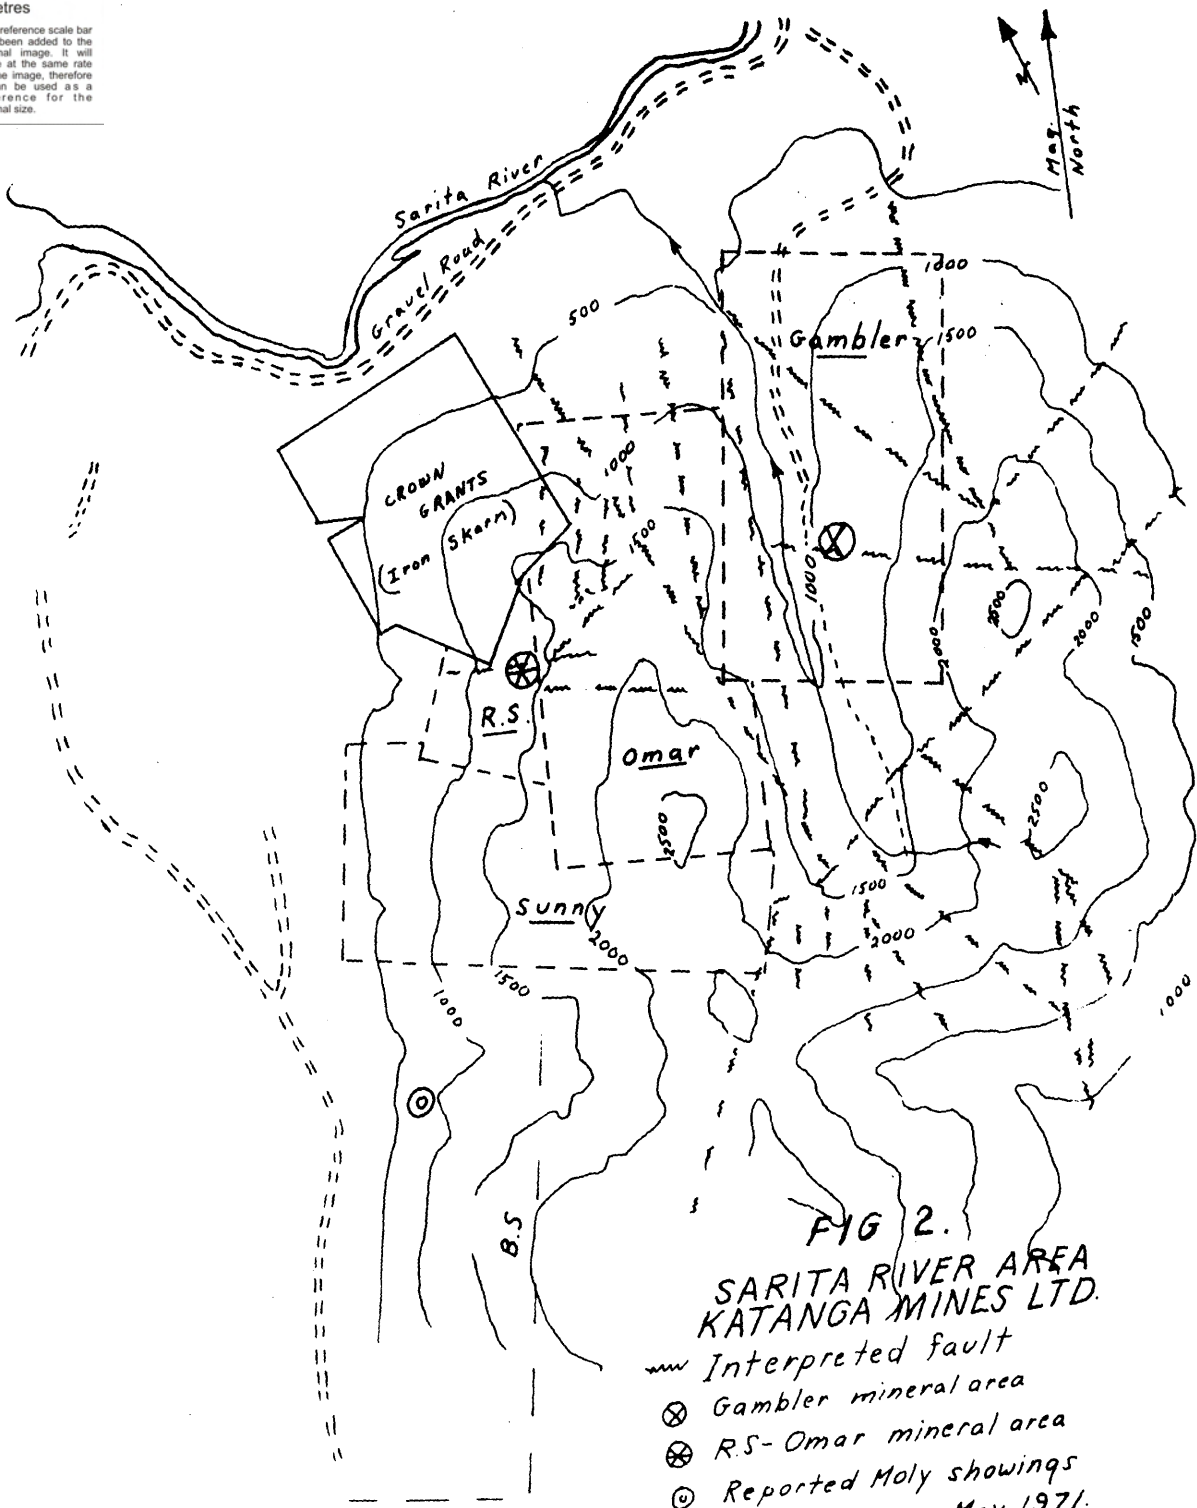 etres
reference scale bar
been added to the
nal image. It will
at the same rate
e image, therefore
n be used as a
erence for the
nal size.
N
Mag.
North
Sarita River
Gravel Road
500
1000
Gambler
1500
CROWN
GRANTS
(Iron Skarn)
1000
1500
1000
2500
2000
1500
2000
R.S.
Omar
2500
2500
Sunny
1500
2000
2000
1500
1000
1000
B.S
FIG 2.
SARITA RIVER AREA
KATANGA MINES LTD.
Interpreted fault
Gambler mineral area
R.S-Omar mineral area
Reported Moly showings
May 1971.